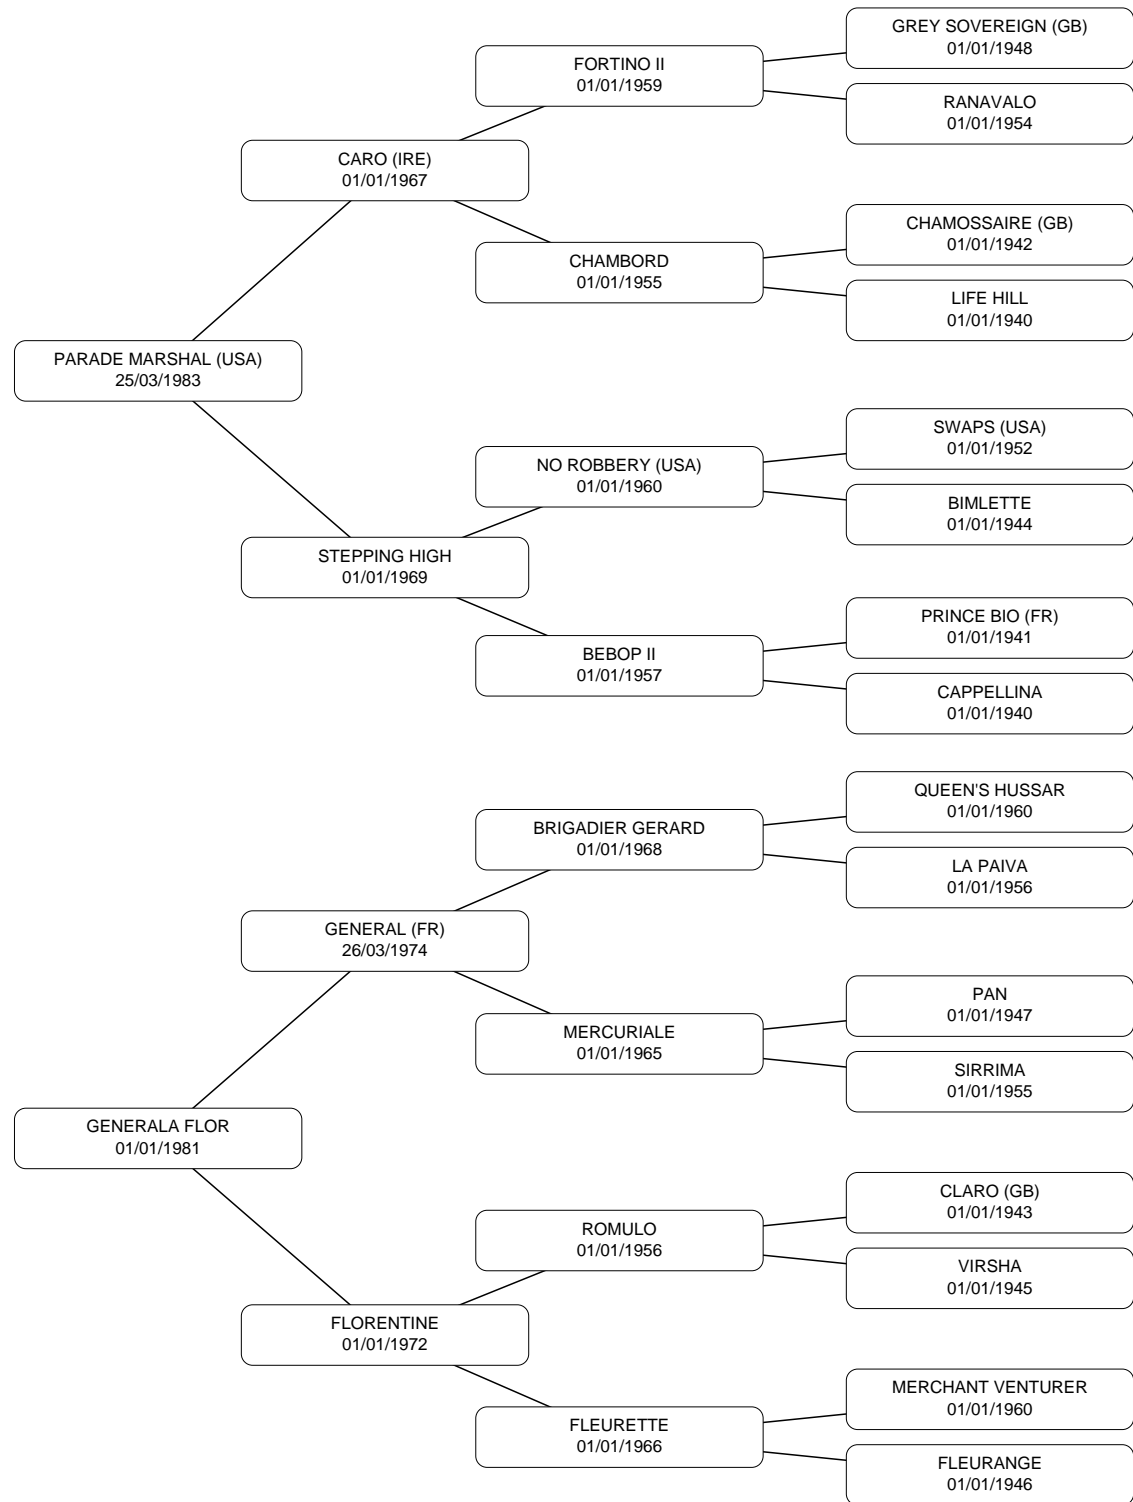 GREY SOVEREIGN (GB)
01/01/1948
FORTINO II
01/01/1959
RANAVALO
01/01/1954
CARO (IRE)
01/01/1967
CHAMOSSAIRE (GB)
01/01/1942
CHAMBORD
01/01/1955
LIFE HILL
01/01/1940
PARADE MARSHAL (USA)
25/03/1983
SWAPS (USA)
01/01/1952
NO ROBBERY (USA)
01/01/1960
BIMLETTE
01/01/1944
STEPPING HIGH
01/01/1969
PRINCE BIO (FR)
01/01/1941
BEBOP II
01/01/1957
CAPPELLINA
01/01/1940
QUEEN'S HUSSAR
01/01/1960
BRIGADIER GERARD
01/01/1968
LA PAIVA
01/01/1956
GENERAL (FR)
26/03/1974
PAN
01/01/1947
MERCURIALE
01/01/1965
SIRRIMA
01/01/1955
GENERALA FLOR
01/01/1981
CLARO (GB)
01/01/1943
ROMULO
01/01/1956
VIRSHA
01/01/1945
FLORENTINE
01/01/1972
MERCHANT VENTURER
01/01/1960
FLEURETTE
01/01/1966
FLEURANGE
01/01/1946